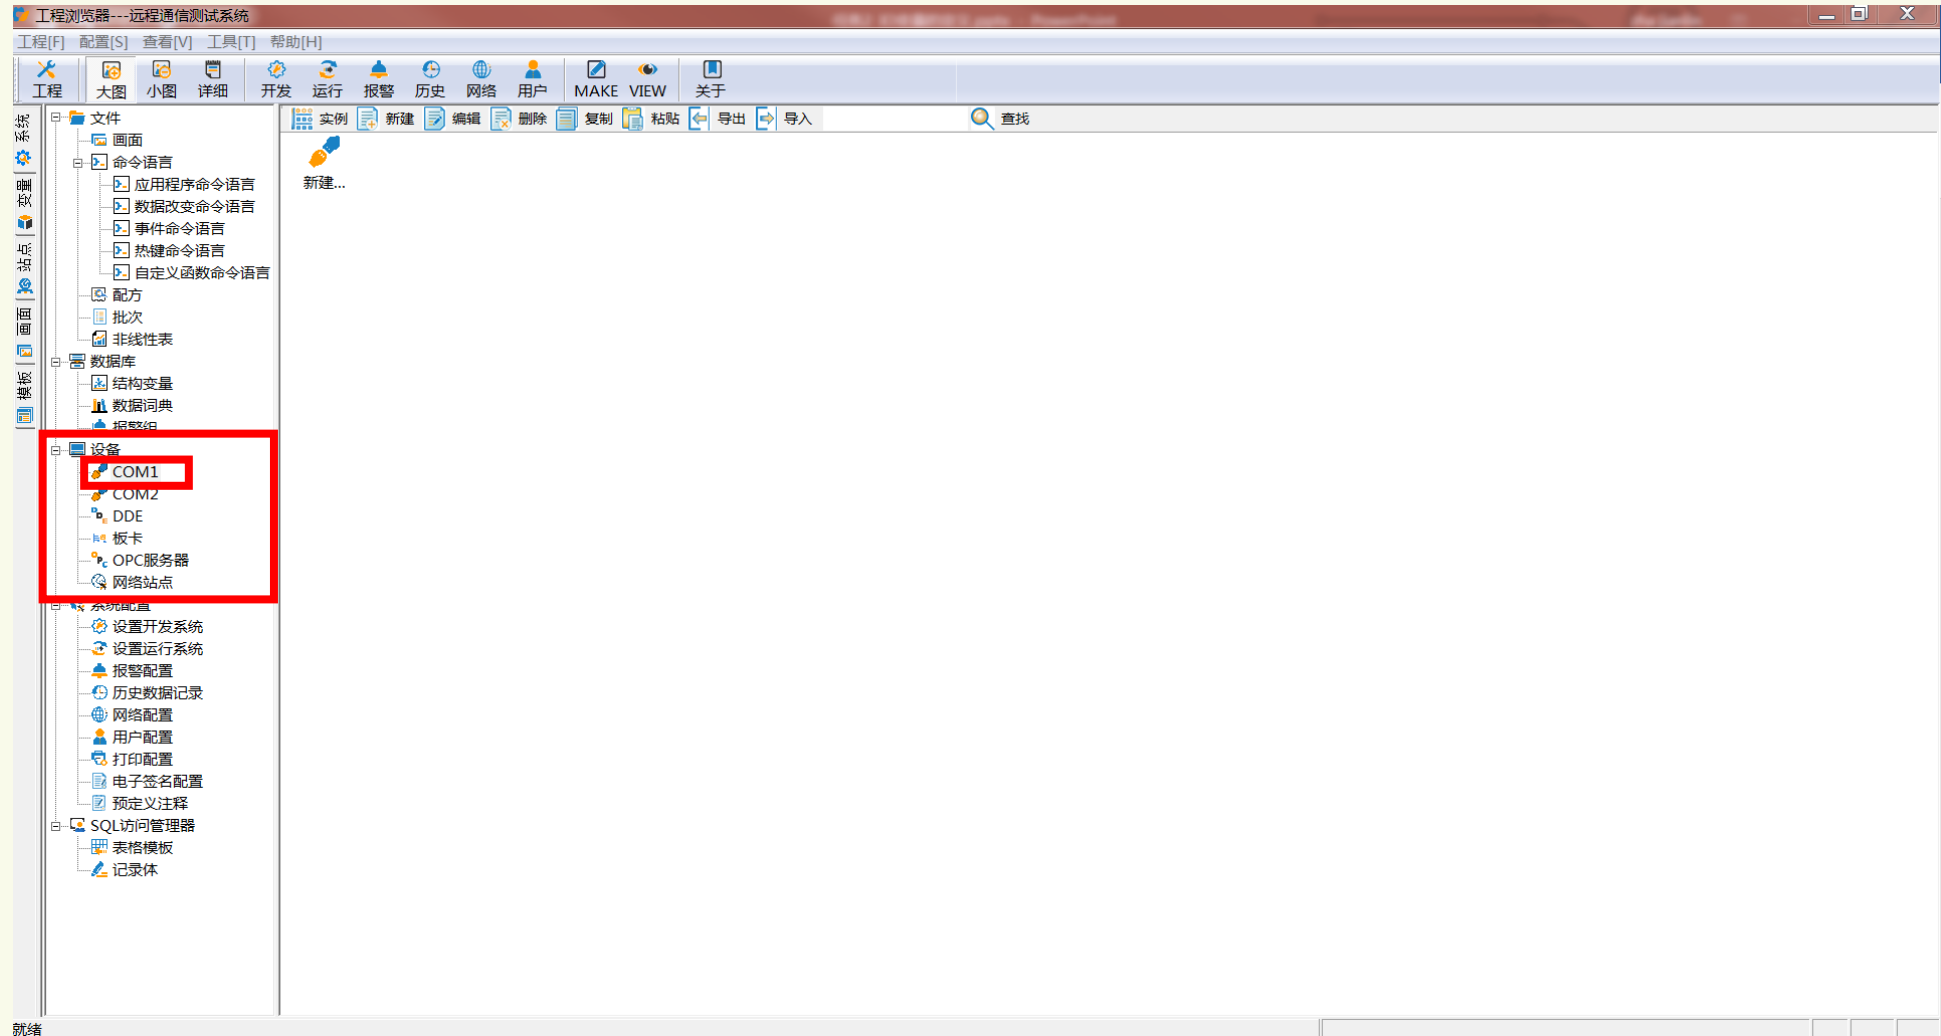 工程浏览器---远程通信测试系统
工程[F] 配置[S] 查看[V] 工具[T] 帮助[H]
工程 大图 小图 详细 开发 运行 报警 历史 网络 用户 MAKE VIEW 关于
实例 新建 编辑 删除 复制 粘贴 导出 导入 查找
系统
变量
站点
画面
模板
文件
画面
命令语言
应用程序命令语言
数据改变命令语言
事件命令语言
热键命令语言
自定义函数命令语言
配方
批次
非线性表
数据库
结构变量
数据词典
报警组
设备
COM1
COM2
DDE
板卡
OPC服务器
网络站点
系统配置
设置开发系统
设置运行系统
报警配置
历史数据记录
网络配置
用户配置
打印配置
电子签名配置
预定义注释
SQL访问管理器
表格模板
记录体
新建...
就绪